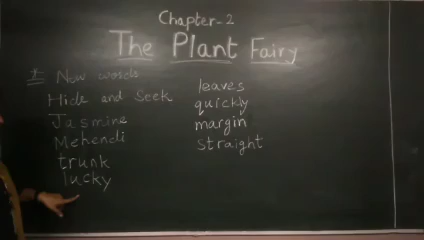 Chapter-2
The Plant Fairy
* New words
Hide and Seek
Jasmine
Mehendi
trunk
lucky
leaves
quickly
margin
straight